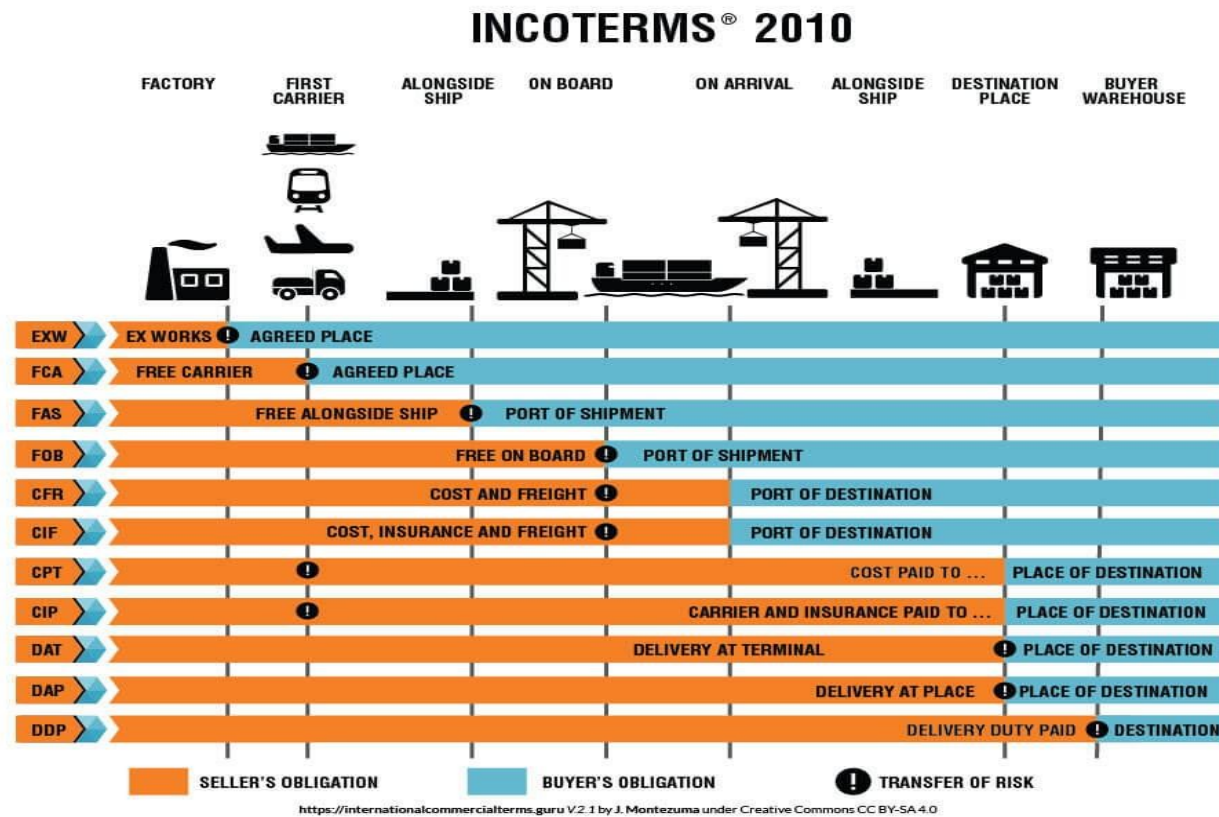 INCOTERMS® 2010
FACTORY
FIRST
CARRIER
ALONGSIDE
SHIP
ON BOARD
ON ARRIVAL
ALONGSIDE
SHIP
DESTINATION
PLACE
BUYER
WAREHOUSE
EXW EX WORKS ! AGREED PLACE
FCA FREE CARRIER ! AGREED PLACE
FAS FREE ALONGSIDE SHIP ! PORT OF SHIPMENT
FOB FREE ON BOARD ! PORT OF SHIPMENT
CFR COST AND FREIGHT ! PORT OF DESTINATION
CIF COST, INSURANCE AND FREIGHT ! PORT OF DESTINATION
CPT ! COST PAID TO ... PLACE OF DESTINATION
CIP ! CARRIER AND INSURANCE PAID TO ... PLACE OF DESTINATION
DAT DELIVERY AT TERMINAL ! PLACE OF DESTINATION
DAP DELIVERY AT PLACE ! PLACE OF DESTINATION
DDP DELIVERY DUTY PAID ! DESTINATION
SELLER'S OBLIGATION BUYER'S OBLIGATION ! TRANSFER OF RISK
https://internationalcommercialterms.guru V.2.1 by J. Montezuma under Creative Commons CC BY-SA 4.0